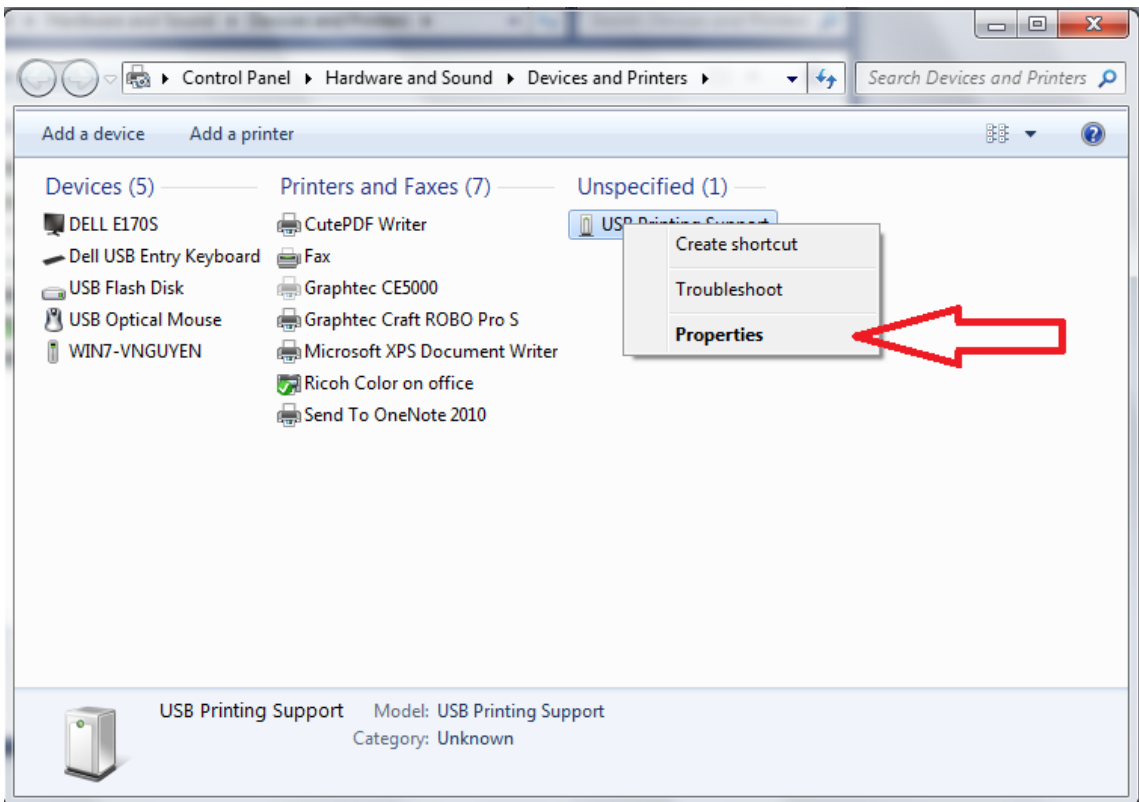 Control Panel ▸ Hardware and Sound ▸ Devices and Printers ▸
Search Devices and Printers
Add a device Add a printer
Devices (5)
DELL E170S
Dell USB Entry Keyboard
USB Flash Disk
USB Optical Mouse
WIN7-VNGUYEN
Printers and Faxes (7)
CutePDF Writer
Fax
Graphtec CE5000
Graphtec Craft ROBO Pro S
Microsoft XPS Document Writer
Ricoh Color on office
Send To OneNote 2010
Unspecified (1)
USB Printing Support
Create shortcut
Troubleshoot
Properties
USB Printing Support Model: USB Printing Support
Category: Unknown